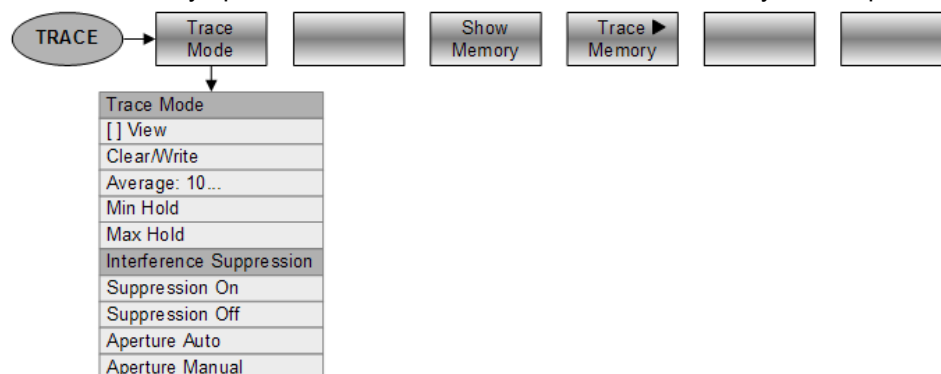 TRACE
Trace
Mode
Show
Memory
Trace ▶
Memory
Trace Mode
[ ] View
Clear/Write
Average: 10...
Min Hold
Max Hold
Interference Suppression
Suppression On
Suppression Off
Aperture Auto
Aperture Manual